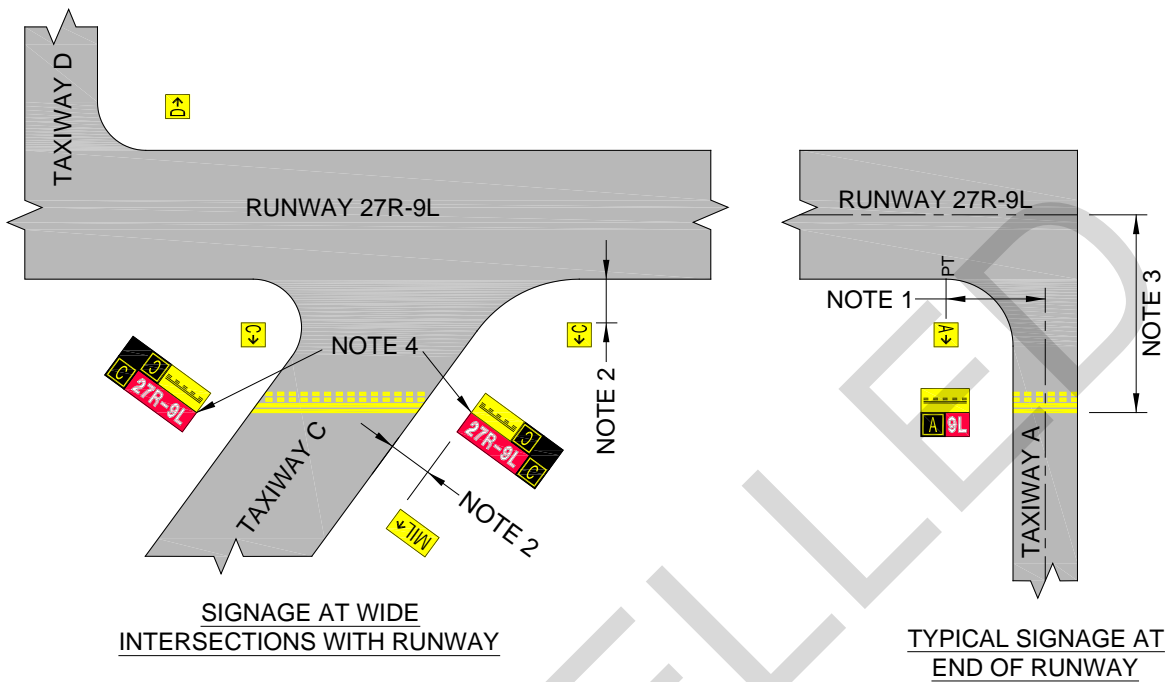 TAXIWAY D
D↑
RUNWAY 27R-9L
C→
C→
NOTE 4
C
C
27R-9L
27R-9L
C
C
NOTE 2
TAXIWAY C
NOTE 2
MIL→
SIGNAGE AT WIDE
INTERSECTIONS WITH RUNWAY
RUNWAY 27R-9L
PT
NOTE 1
NOTE 3
A→
A 9L
TAXIWAY A
TYPICAL SIGNAGE AT
END OF RUNWAY